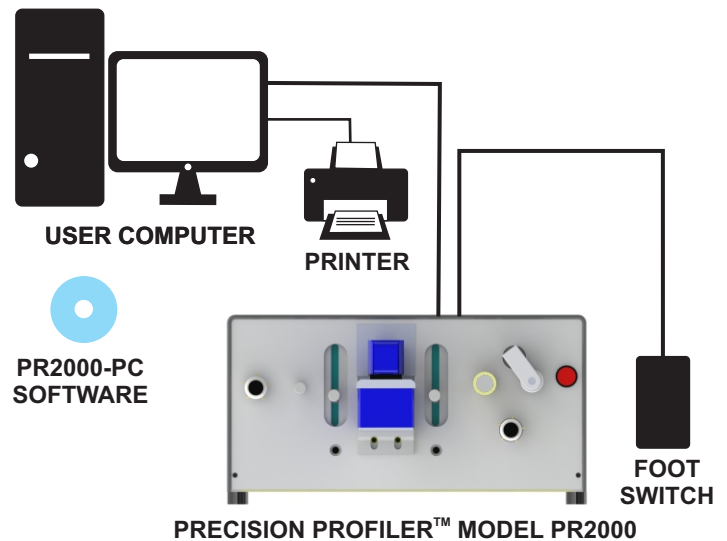 USER COMPUTER
PRINTER
PR2000-PC
SOFTWARE
FOOT
SWITCH
PRECISION PROFILER™ MODEL PR2000